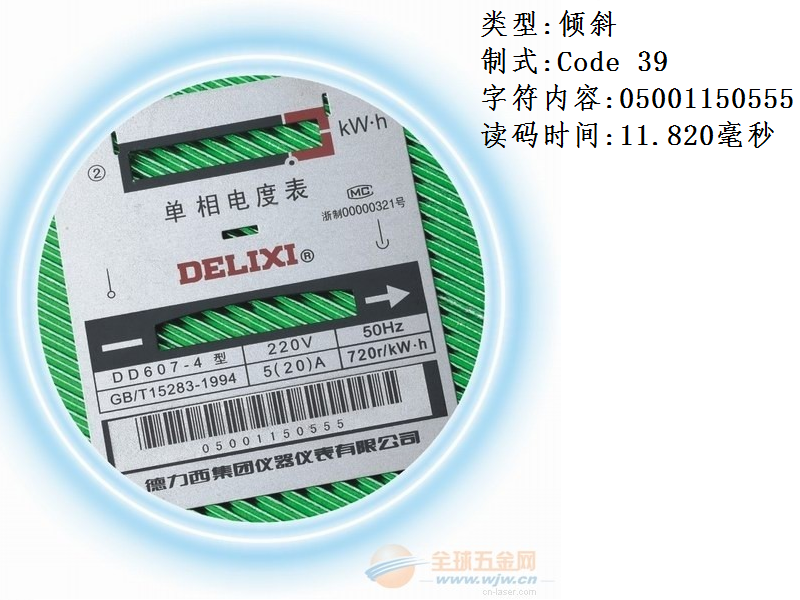 类型:倾斜
制式:Code 39
字符内容:05001150555
读码时间:11.820毫秒
kW·h
②
单相电度表
MC
浙制00000321号
DELIXI®
DD607-4 型
220V
50Hz
GB/T15283-1994
5(20)A
720r/kW·h
05001150555
德力西集团仪器仪表有限公司
全球五金网
www.wjw.cn
cn-laser.com